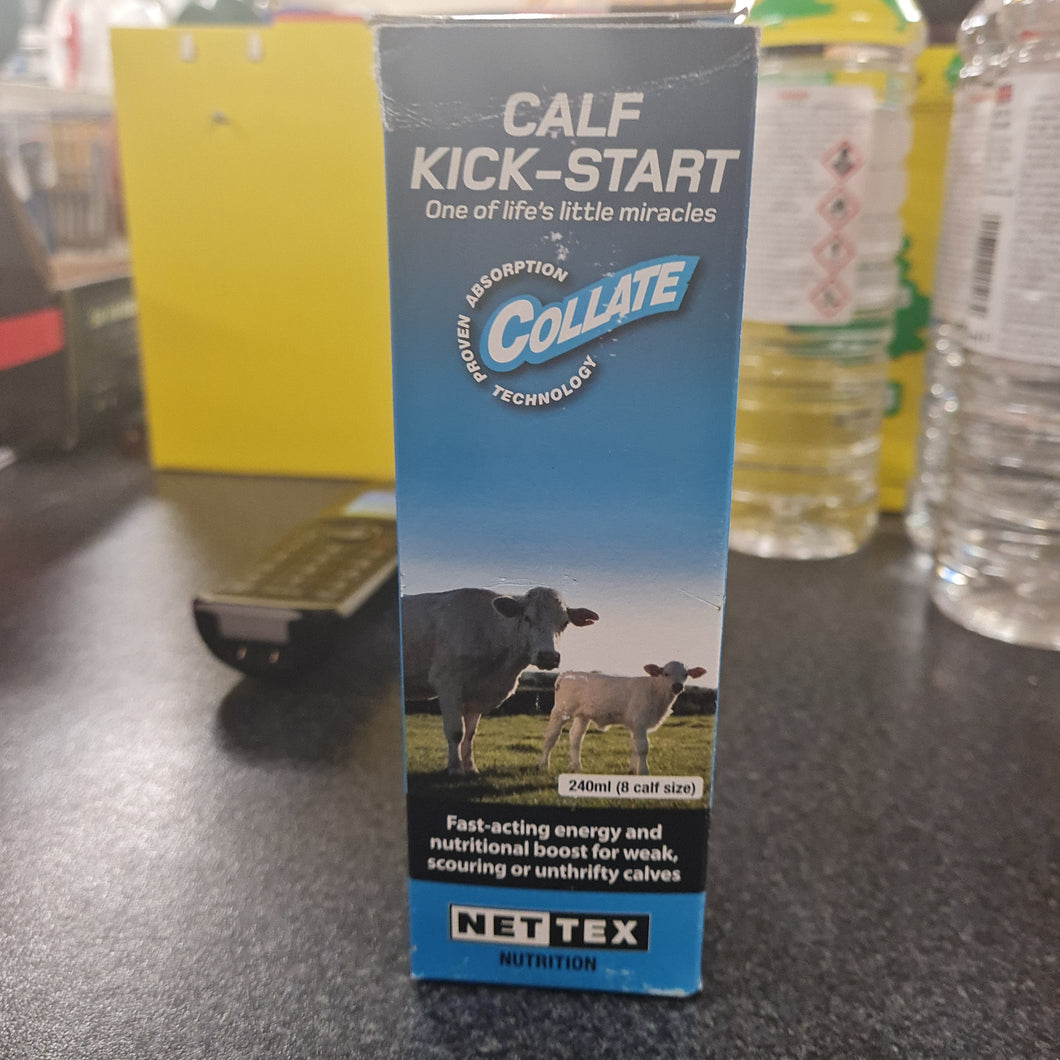 CALF
KICK-START
One of life's little miracles
PROVEN ABSORPTION
COLLATE
TECHNOLOGY
240ml (8 calf size)
Fast-acting energy and
nutritional boost for weak,
scouring or unthrifty calves
NETTEX
NUTRITION